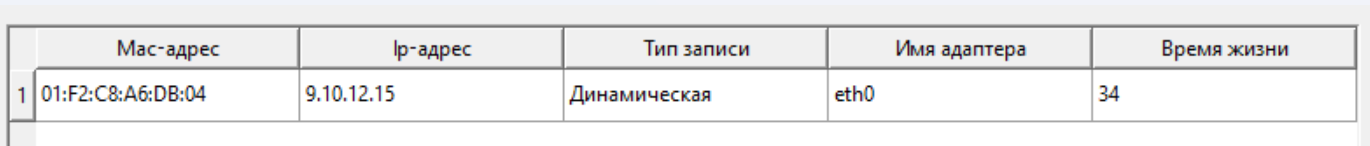 Mac-адрес Ip-адрес Тип записи Имя адаптера Время жизни
1 01:F2:C8:A6:DB:04 9.10.12.15 Динамическая eth0 34